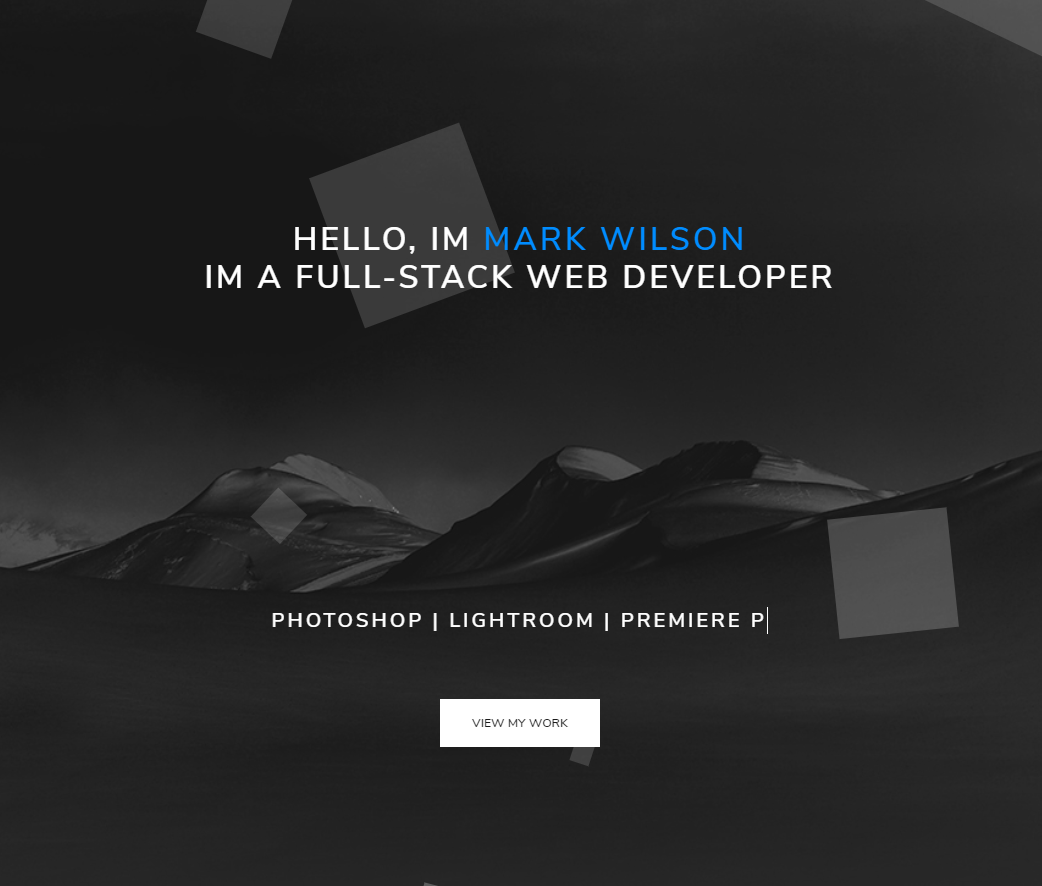 HELLO, IM MARK WILSON
IM A FULL-STACK WEB DEVELOPER
PHOTOSHOP | LIGHTROOM | PREMIERE P
VIEW MY WORK